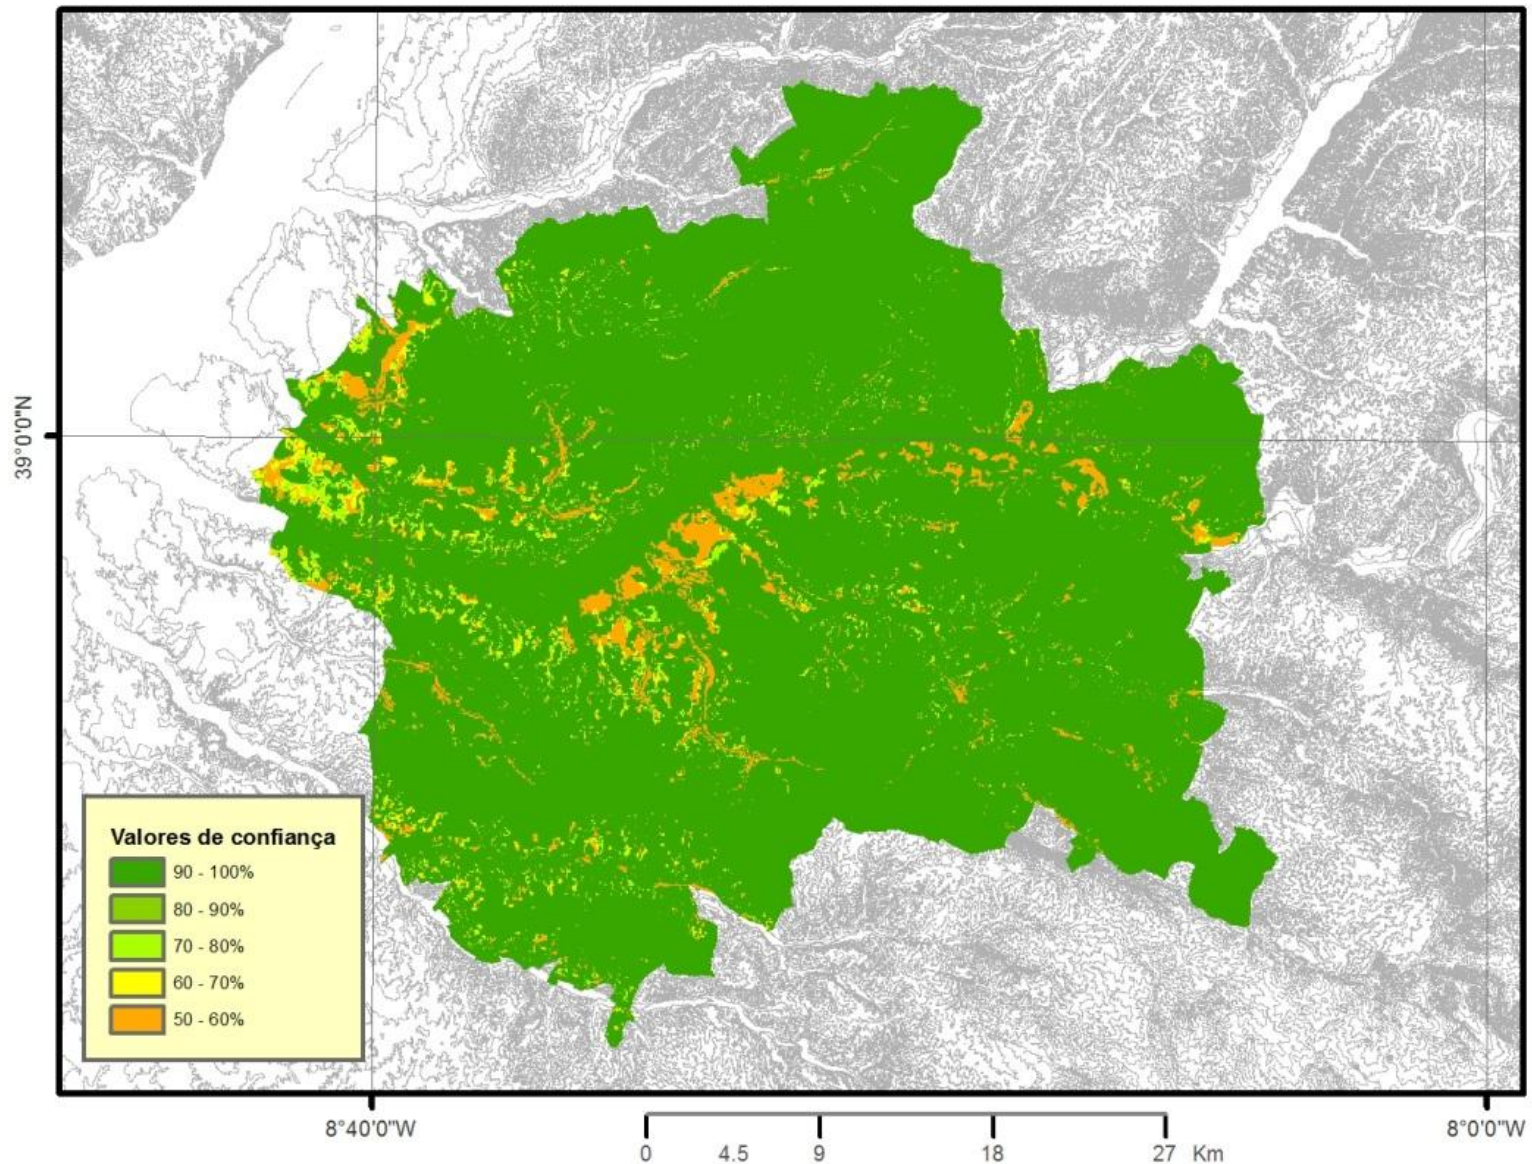 39°0'0"N
Valores de confiança
90 - 100%
80 - 90%
70 - 80%
60 - 70%
50 - 60%
8°40'0"W
8°0'0"W
0 4.5 9 18 27 Km